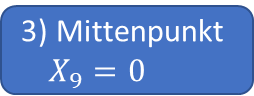 3) Mittenpunkt
X₉ = 0